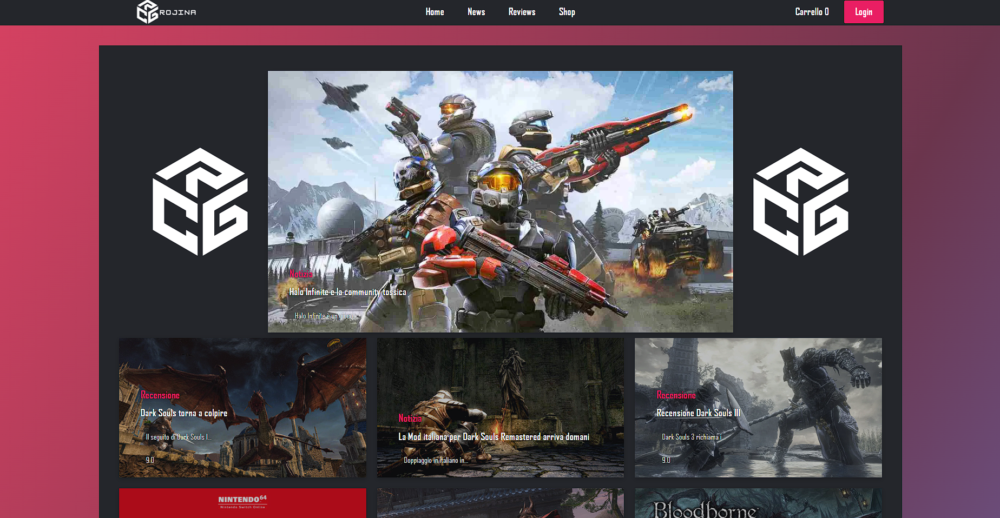 ROJINA
Home
News
Reviews
Shop
Carrello 0
Login
Notizia
Halo Infinite e la community tossica
Halo Infinite è un gioco...
Recensione
Dark Souls torna a colpire
Il seguito di Dark Souls I...
9.0
Notizia
La Mod italiana per Dark Souls Remastered arriva domani
Doppiaggio in italiano in...
Recensione
Recensione Dark Souls III
Dark Souls 3 richiama i...
9.0
NINTENDO 64
Nintendo Switch Online
Bloodborne